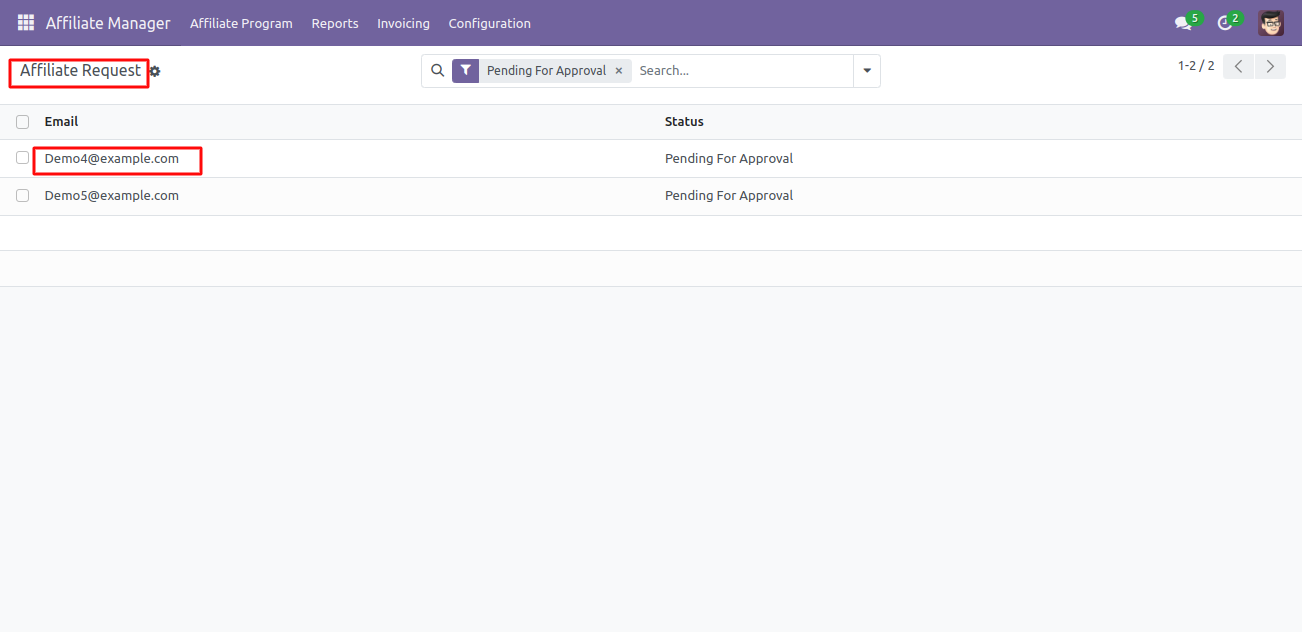 Affiliate Manager Affiliate Program Reports Invoicing Configuration 5 2
Affiliate Request Pending For Approval × Search... 1-2 / 2
Email Status
Demo4@example.com Pending For Approval
Demo5@example.com Pending For Approval